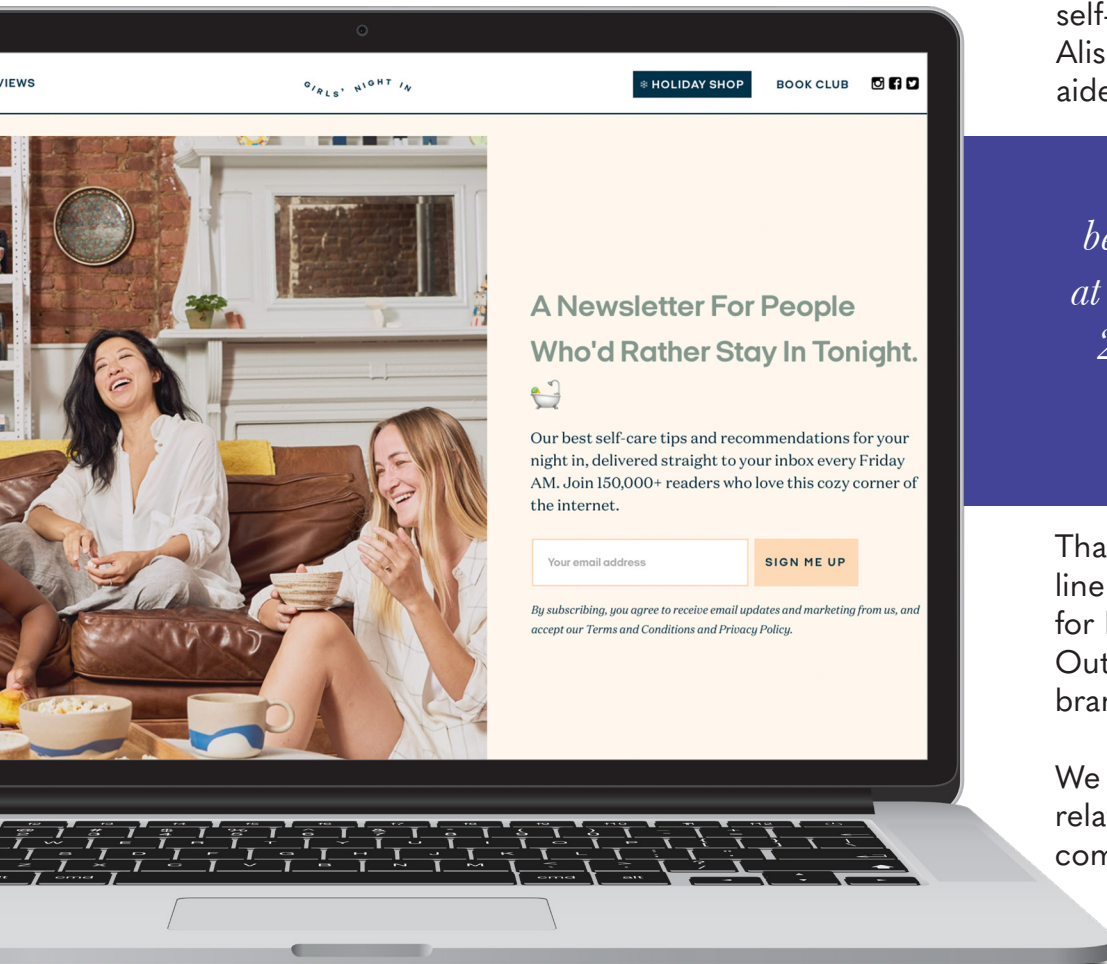 VIEWS
GIRLS' NIGHT IN
❄ HOLIDAY SHOP
BOOK CLUB
A Newsletter For People
Who'd Rather Stay In Tonight.
Our best self-care tips and recommendations for your
night in, delivered straight to your inbox every Friday
AM. Join 150,000+ readers who love this cozy corner of
the internet.
Your email address
SIGN ME UP
By subscribing, you agree to receive email updates and marketing from us, and
accept our Terms and Conditions and Privacy Policy.
self-
Alis
aide
be
at
2
Tha
line
for
Out
bran
We
rela
com
cmd
cmd
alt